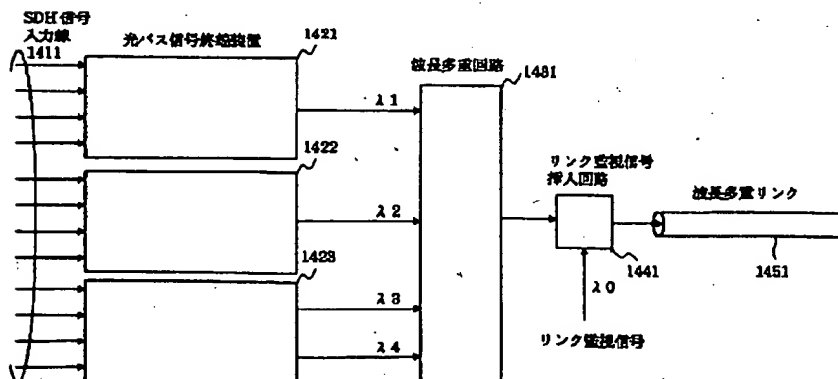 SDH信号
入力線
1411
光パス信号終端装置
1421
波長多重回路
1431
λ1
1422
リンク監視信号
挿入回路
波長多重リンク
λ2
1423
1441
1451
λ0
λ3
リンク監視信号
λ4